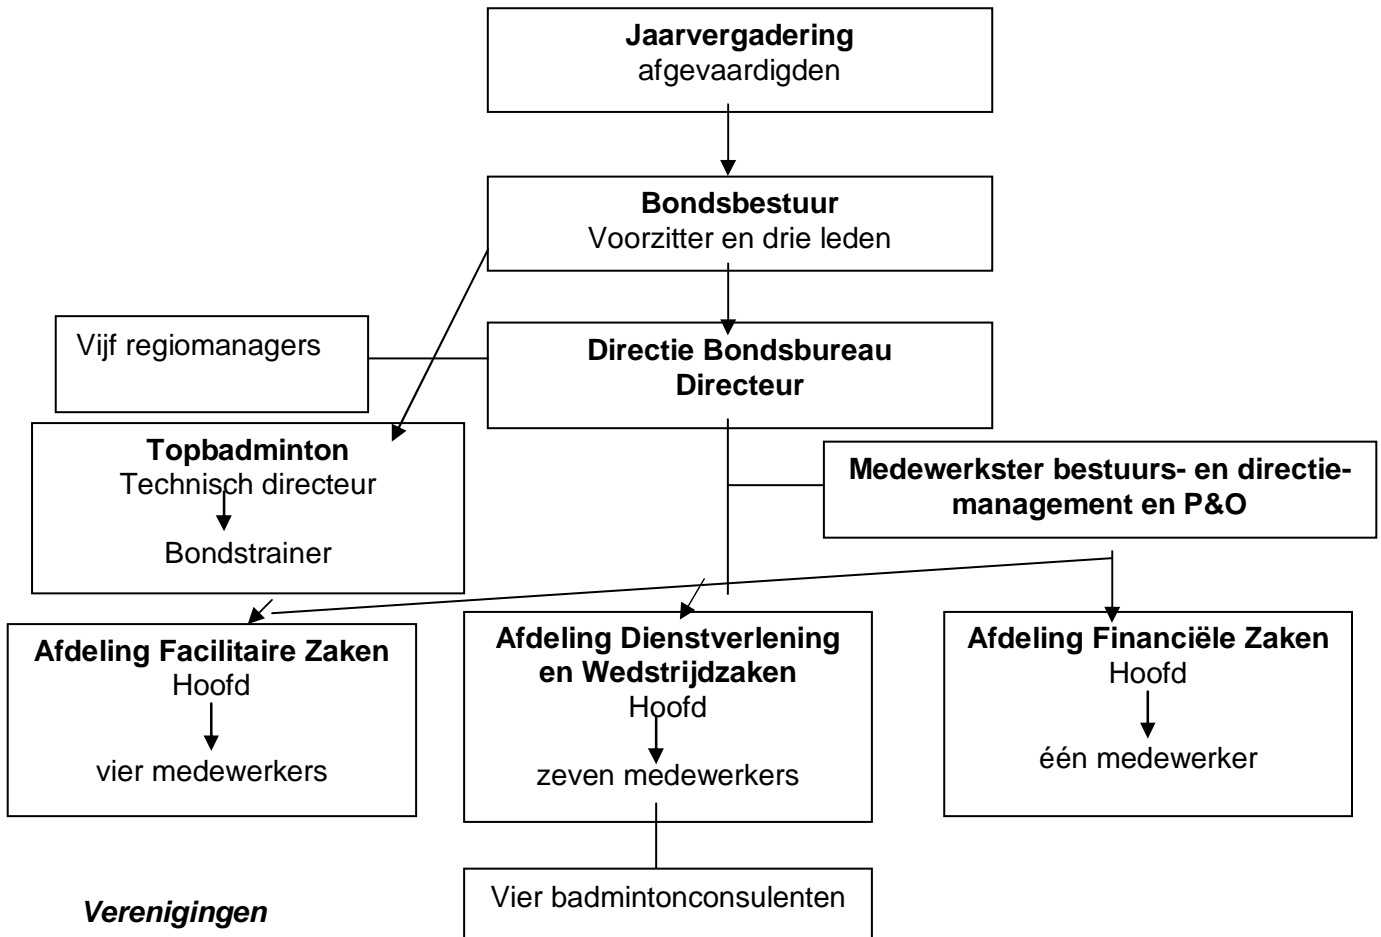 Jaarvergadering
afgevaardigden
Bondsbestuur
Voorzitter en drie leden
Vijf regiomanagers
Directie Bondsbureau
Directeur
Topbadminton
Technisch directeur
Bondstrainer
Medewerkster bestuurs- en directie-
management en P&O
Afdeling Facilitaire Zaken
Hoofd
vier medewerkers
Afdeling Dienstverlening
en Wedstrijdzaken
Hoofd
zeven medewerkers
Afdeling Financiële Zaken
Hoofd
één medewerker
Vier badmintonconsulenten
Verenigingen